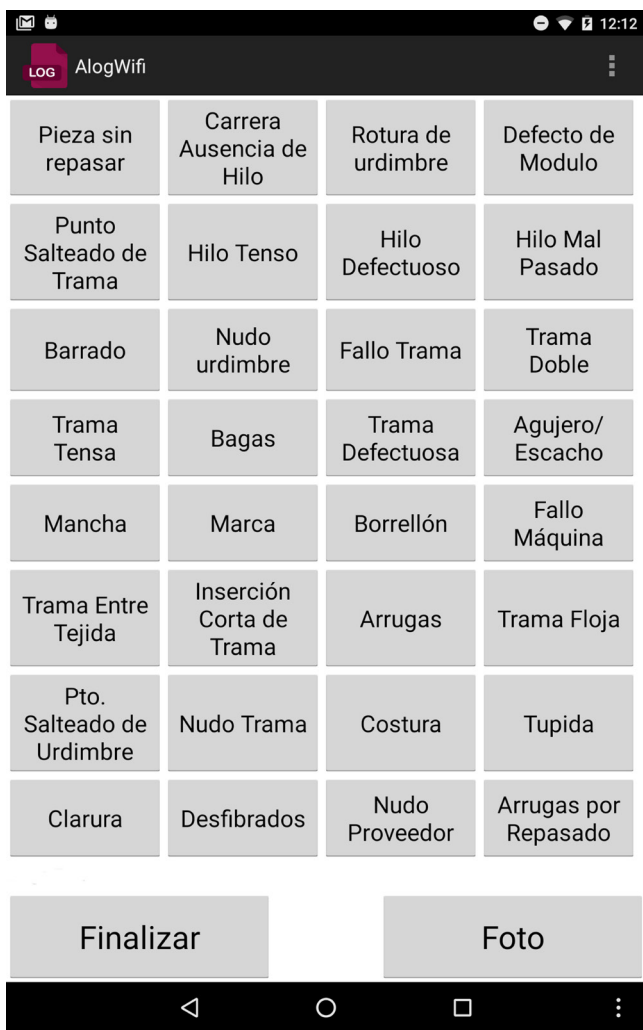 12:12
LOG AlogWifi
Pieza sin
repasar
Carrera
Ausencia de
Hilo
Rotura de
urdimbre
Defecto de
Modulo
Punto
Salteado de
Trama
Hilo Tenso
Hilo
Defectuoso
Hilo Mal
Pasado
Barrado
Nudo
urdimbre
Fallo Trama
Trama
Doble
Trama
Tensa
Bagas
Trama
Defectuosa
Agujero/
Escacho
Mancha
Marca
Borrellón
Fallo
Máquina
Trama Entre
Tejida
Inserción
Corta de
Trama
Arrugas
Trama Floja
Pto.
Salteado de
Urdimbre
Nudo Trama
Costura
Tupida
Clarura
Desfibrados
Nudo
Proveedor
Arrugas por
Repasado
Finalizar
Foto